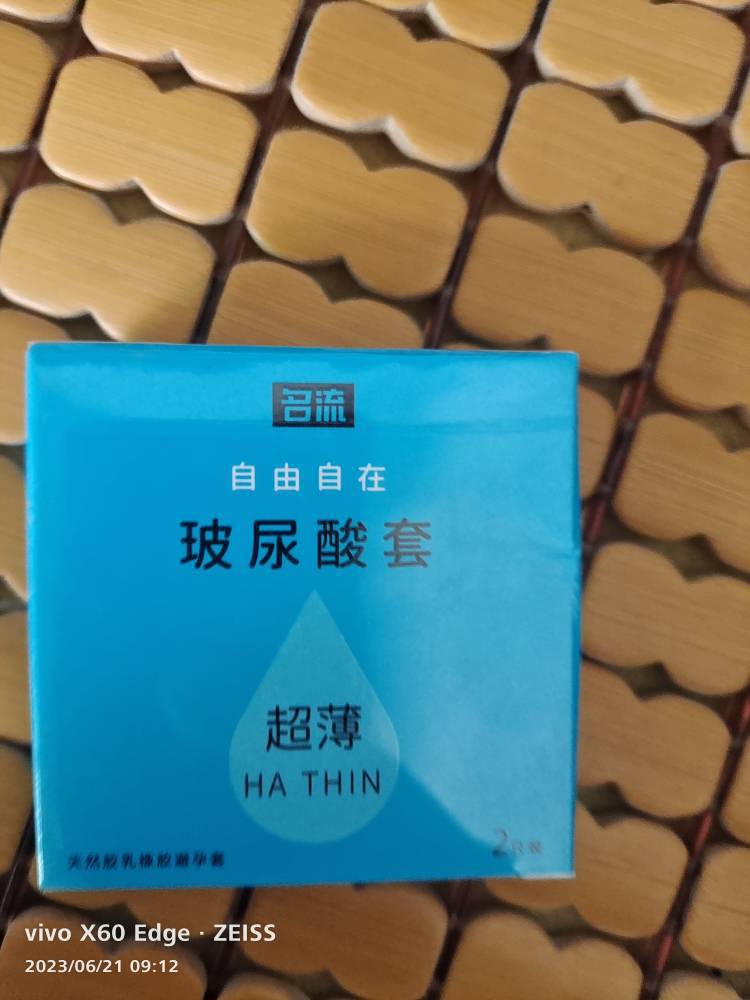 名流
自由自在
玻尿酸套
超薄
HA THIN
2只装
天然胶乳橡胶避孕套
vivo X60 Edge · ZEISS
2023/06/21 09:12